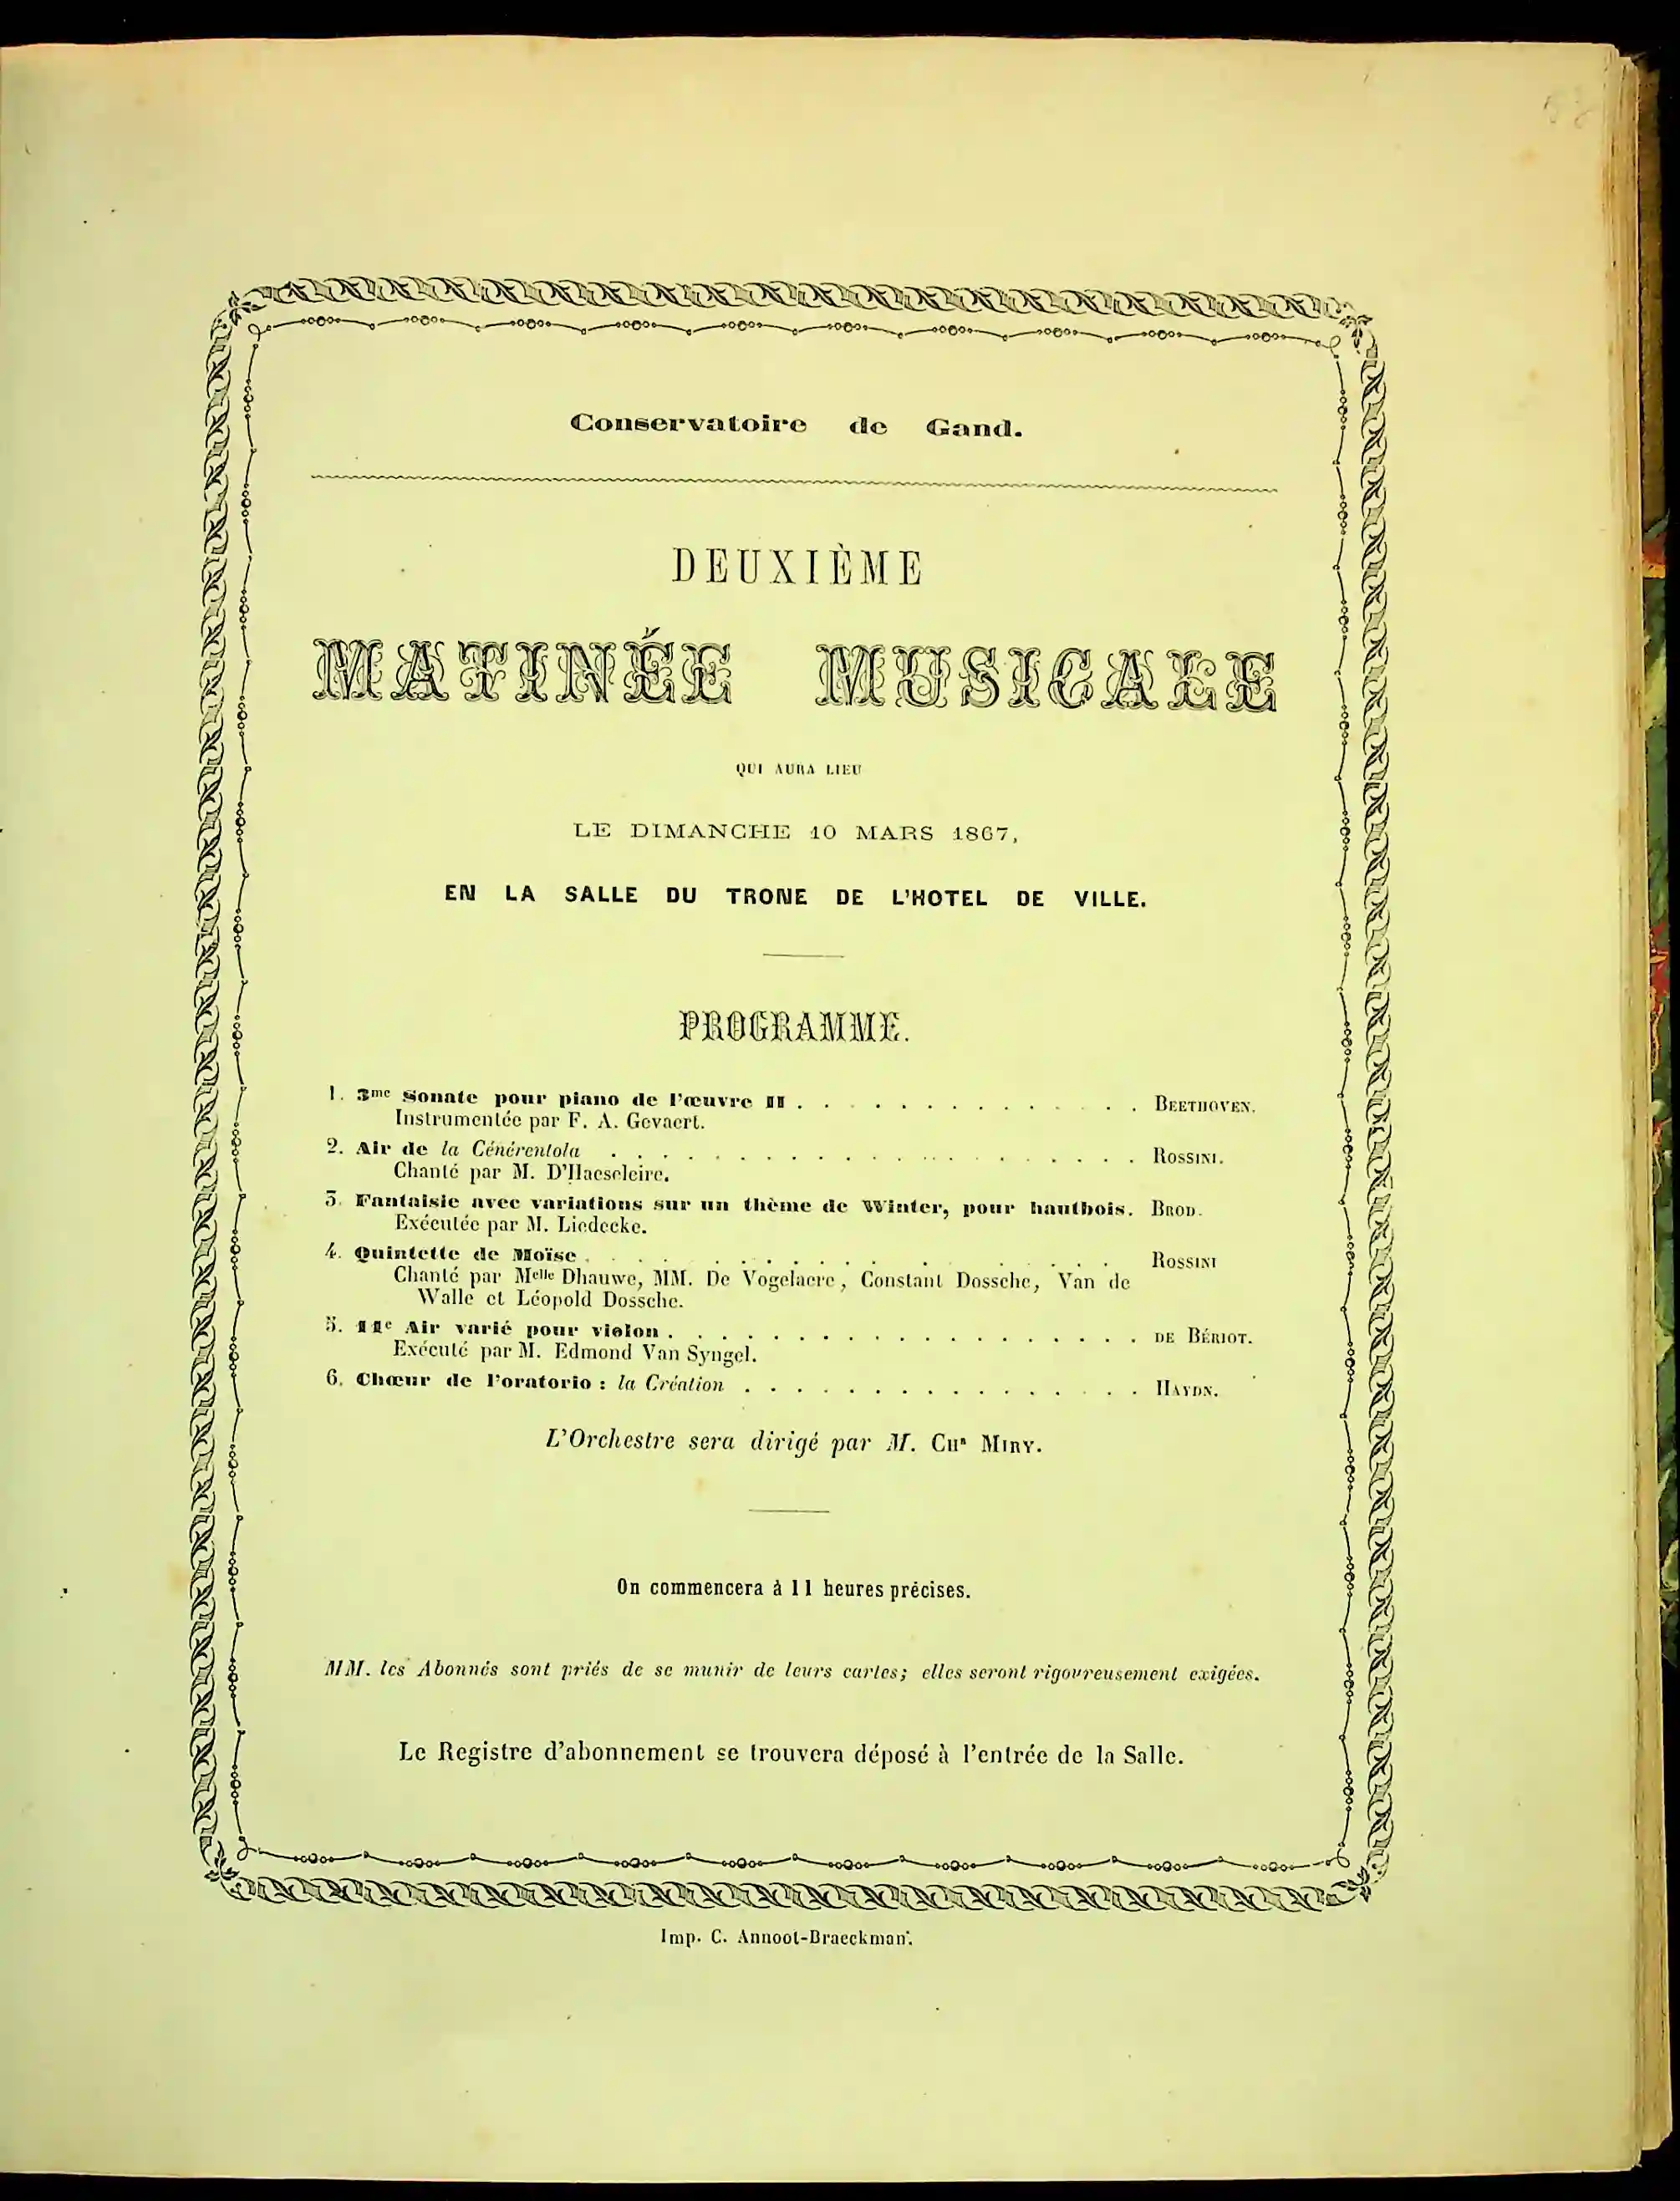 Conservatoire de Gand.
DEUXIÈME
MATINÉE MUSICALE
QUI AURA LIEU
LE DIMANCHE 10 MARS 1867,
EN LA SALLE DU TRONE DE L'HOTEL DE VILLE.
PROGRAMME.
1. 3me Sonate pour piano de l'œuvre II . . . . . . . . . . . . . . BEETHOVEN.
Instrumentée par F. A. Gevaert.
2. Air de la Cénérentola . . . . . . . . . . . . . . . . . . . . ROSSINI.
Chanté par M. D'Haeseleire.
3. Fantaisie avec variations sur un thème de Winter, pour hautbois. BROD.
Exécutée par M. Liedecke.
4. Quintette de Moïse . . . . . . . . . . . . . . . . . ROSSINI
Chanté par Melle Dhauwe, MM. De Vogelaere, Constant Dossche, Van de
Walle et Léopold Dossche.
5. 11e Air varié pour violon . . . . . . . . . . . . . . . . . . DE BÉRIOT.
Exécuté par M. Edmond Van Syngel.
6. Chœur de l'oratorio : la Création . . . . . . . . . . . . . . . HAYDN.
L'Orchestre sera dirigé par M. CHs MIRY.
On commencera à 11 heures précises.
MM. les Abonnés sont priés de se munir de leurs cartes; elles seront rigoureusement exigées.
Le Registre d'abonnement se trouvera déposé à l'entrée de la Salle.
Imp. C. Annoot-Braeckman.